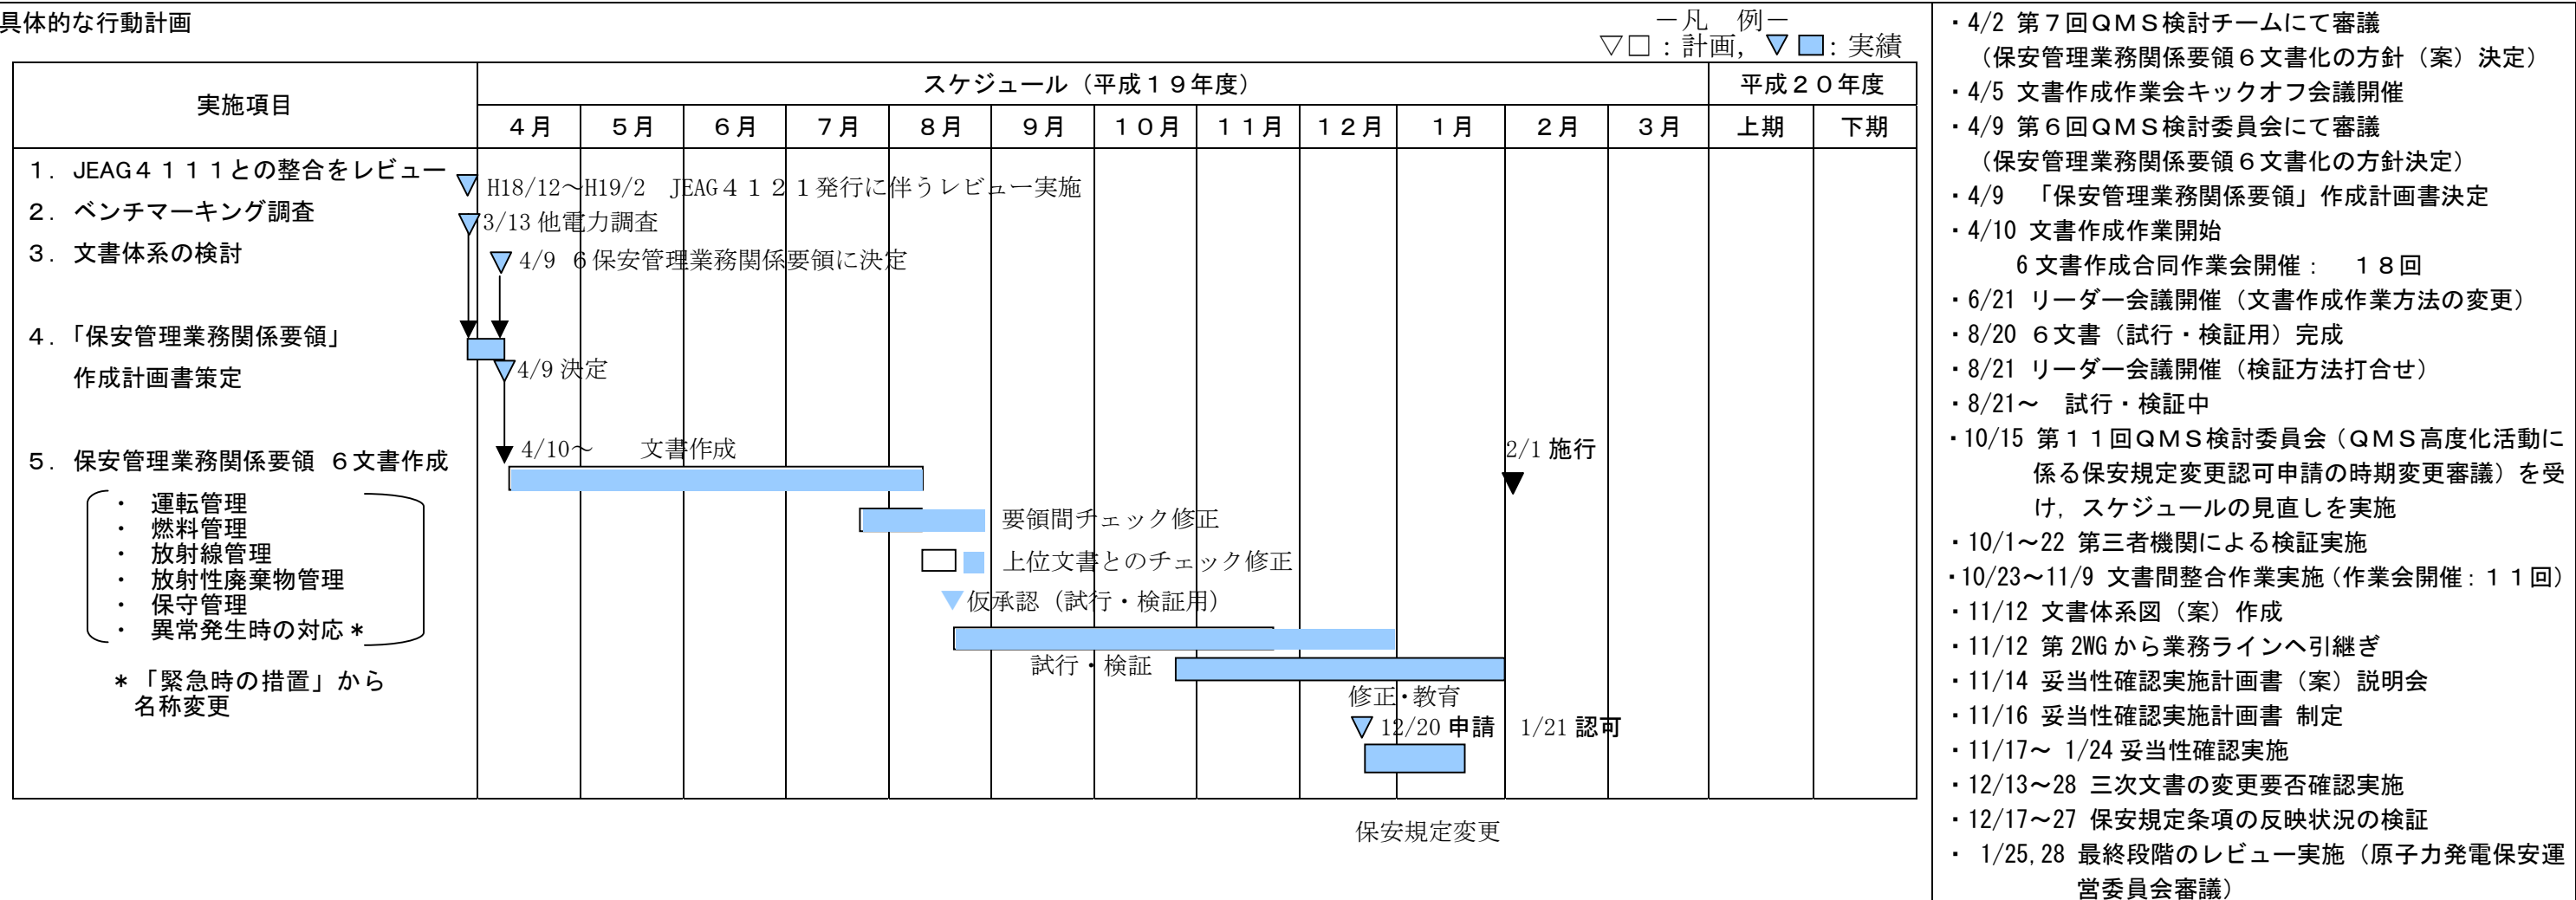 具体的な行動計画
－凡　例－
▽□：計画，▼■：実績
実施項目
スケジュール（平成１９年度）
平成２０年度
４月 ５月 ６月 ７月 ８月 ９月 １０月 １１月 １２月 １月 ２月 ３月 上期 下期
１．JEAG４１１１との整合をレビュー
H18/12～H19/2　JEAG４１２１発行に伴うレビュー実施
２．ベンチマーキング調査
3/13 他電力調査
３．文書体系の検討
4/9 ６保安管理業務関係要領に決定
４．「保安管理業務関係要領」
作成計画書策定
4/9 決定
4/10～　文書作成
2/1 施行
５．保安管理業務関係要領 ６文書作成
・ 運転管理
・ 燃料管理
・ 放射線管理
・ 放射性廃棄物管理
・ 保守管理
・ 異常発生時の対応＊
＊「緊急時の措置」から
名称変更
要領間チェック修正
上位文書とのチェック修正
仮承認（試行・検証用）
試行・検証
修正・教育
12/20 申請　1/21 認可
保安規定変更
・4/2 第７回ＱＭＳ検討チームにて審議
（保安管理業務関係要領６文書化の方針（案）決定）
・4/5 文書作成作業会キックオフ会議開催
・4/9 第６回ＱＭＳ検討委員会にて審議
（保安管理業務関係要領６文書化の方針決定）
・4/9　「保安管理業務関係要領」作成計画書決定
・4/10 文書作成作業開始
６文書作成合同作業会開催：　１８回
・6/21 リーダー会議開催（文書作成作業方法の変更）
・8/20 ６文書（試行・検証用）完成
・8/21 リーダー会議開催（検証方法打合せ）
・8/21～　試行・検証中
・10/15 第１１回ＱＭＳ検討委員会（ＱＭＳ高度化活動に
係る保安規定変更認可申請の時期変更審議）を受
け，スケジュールの見直しを実施
・10/1～22 第三者機関による検証実施
・10/23～11/9 文書間整合作業実施（作業会開催：１１回）
・11/12 文書体系図（案）作成
・11/12 第2WGから業務ラインへ引継ぎ
・11/14 妥当性確認実施計画書（案）説明会
・11/16 妥当性確認実施計画書 制定
・11/17～ 1/24 妥当性確認実施
・12/13～28 三次文書の変更要否確認実施
・12/17～27 保安規定条項の反映状況の検証
・ 1/25,28 最終段階のレビュー実施（原子力発電保安運
営委員会審議）